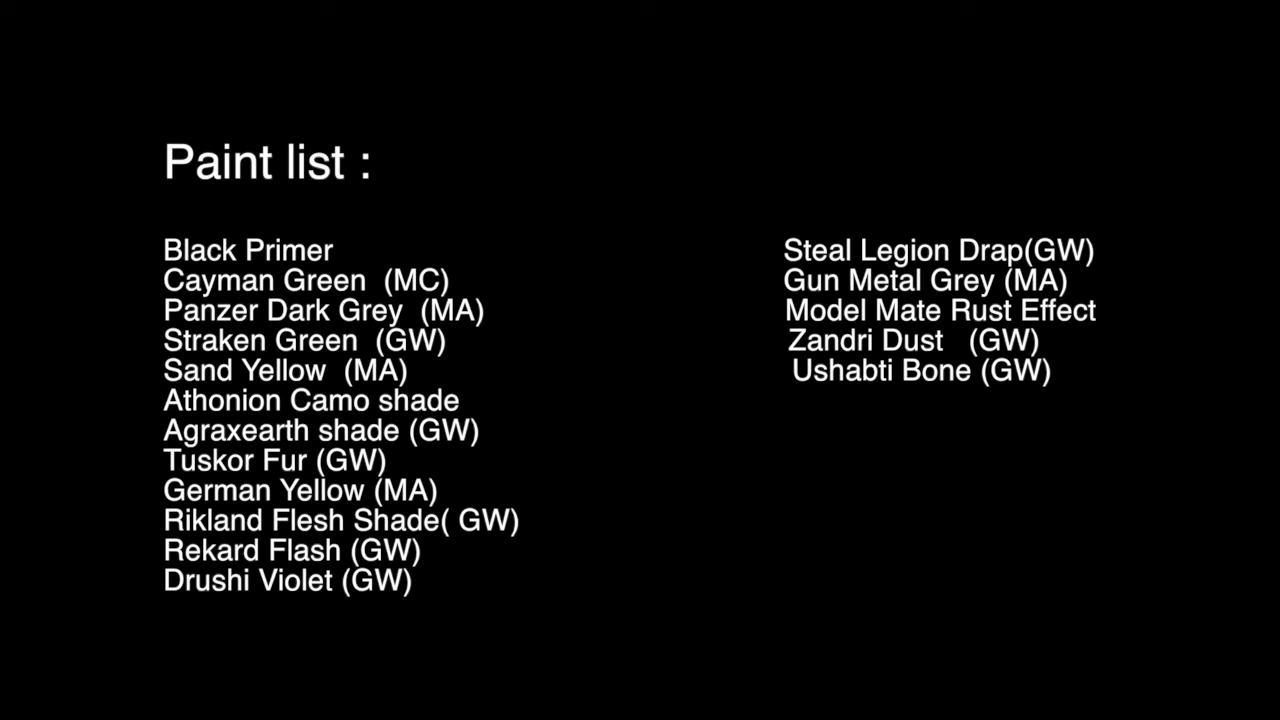 Paint list :
Black Primer
Cayman Green (MC)
Panzer Dark Grey (MA)
Straken Green (GW)
Sand Yellow (MA)
Athonion Camo shade
Agraxearth shade (GW)
Tuskor Fur (GW)
German Yellow (MA)
Rikland Flesh Shade( GW)
Rekard Flash (GW)
Drushi Violet (GW)
Steal Legion Drap(GW)
Gun Metal Grey (MA)
Model Mate Rust Effect
Zandri Dust (GW)
Ushabti Bone (GW)